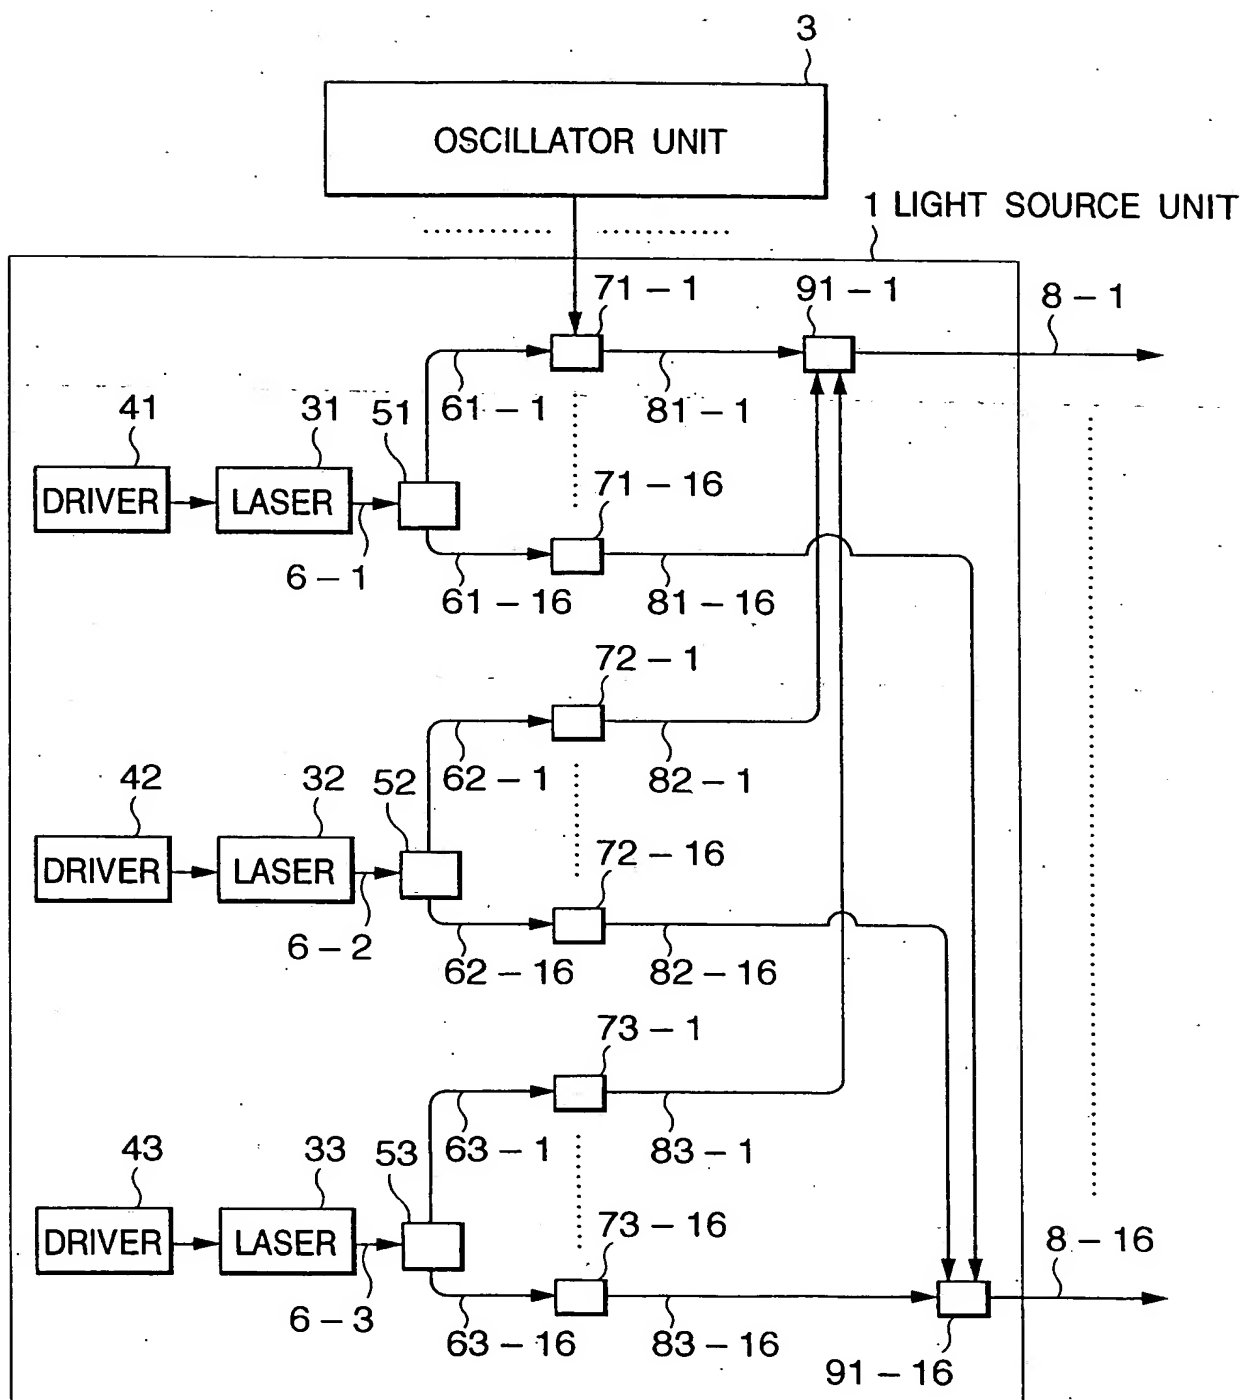 3
OSCILLATOR UNIT
1 LIGHT SOURCE UNIT
71 – 1
91 – 1
8 – 1
41
31
51
61 – 1
81 – 1
DRIVER
LASER
71 – 16
6 – 1
61 – 16
81 – 16
72 – 1
42
32
52
62 – 1
82 – 1
DRIVER
LASER
72 – 16
6 – 2
62 – 16
82 – 16
73 – 1
43
33
53
63 – 1
83 – 1
DRIVER
LASER
73 – 16
8 – 16
6 – 3
63 – 16
83 – 16
91 – 16